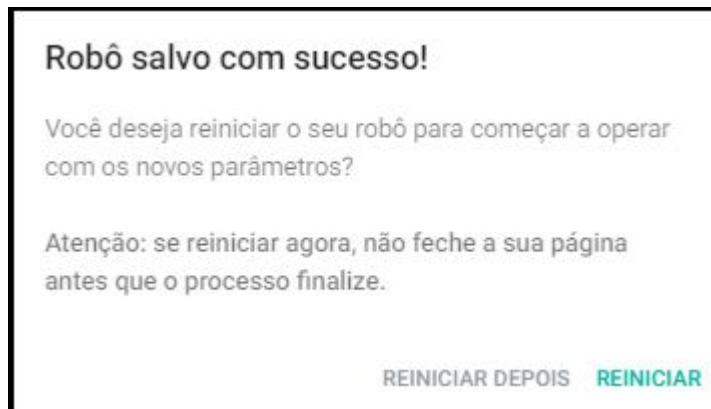 Robô salvo com sucesso!
Você deseja reiniciar o seu robô para começar a operar
com os novos parâmetros?
Atenção: se reiniciar agora, não feche a sua página
antes que o processo finalize.
REINICIAR DEPOIS REINICIAR